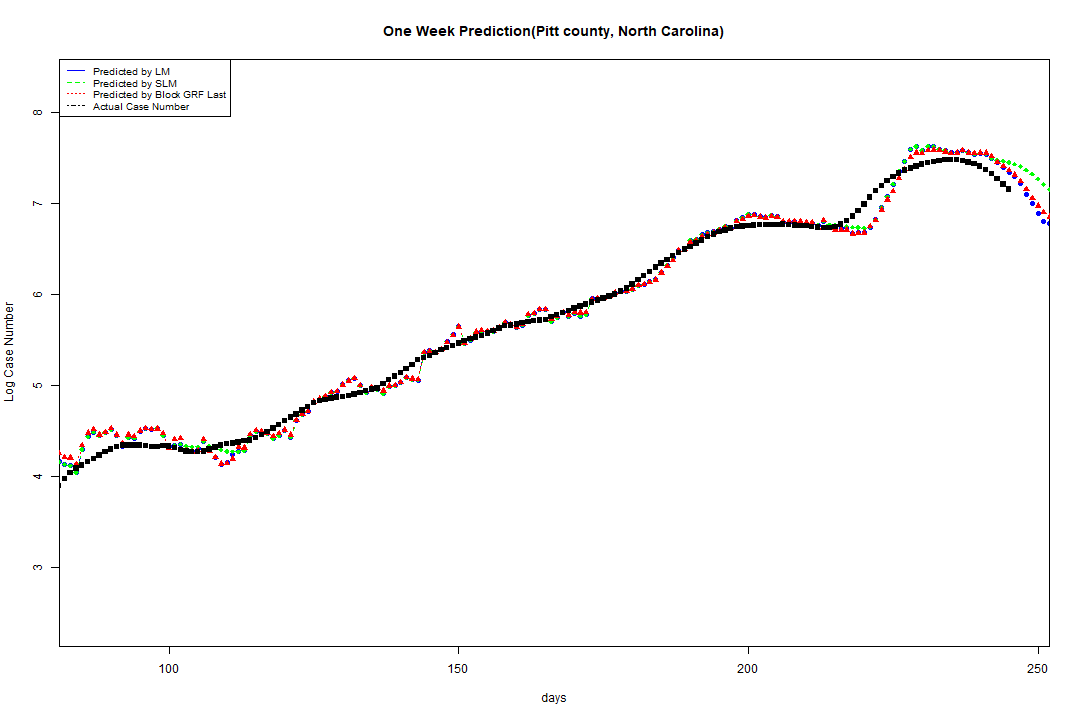 One Week Prediction(Pitt county, North Carolina)
Predicted by LM
Predicted by SLM
Predicted by Block GRF Last
Actual Case Number
8
7
6
5
4
3
Log Case Number
100 150 200 250
days